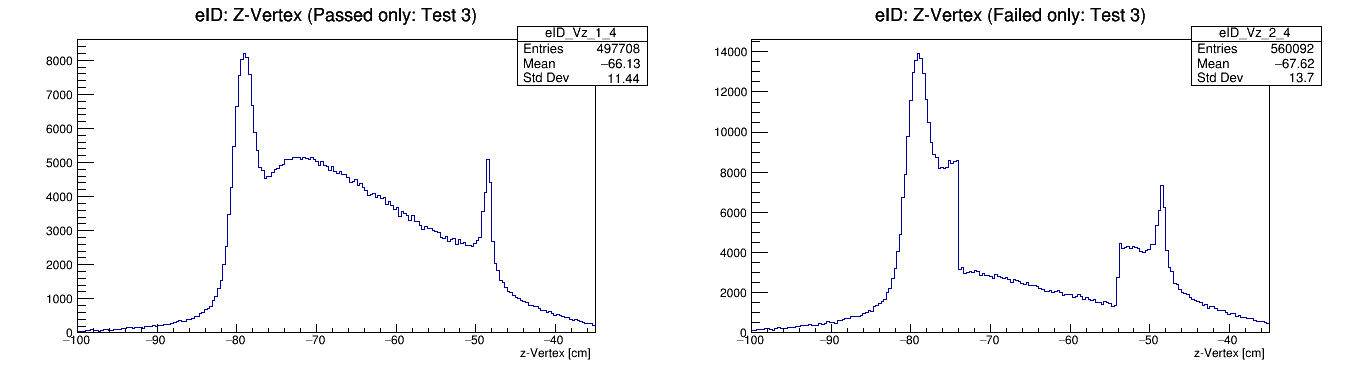 eID: Z-Vertex (Passed only: Test 3)
eID_Vz_1_4
Entries 497708
Mean −66.13
Std Dev 11.44
8000
7000
6000
5000
4000
3000
2000
1000
0
−100 −90 −80 −70 −60 −50 −40
z-Vertex [cm]
eID: Z-Vertex (Failed only: Test 3)
eID_Vz_2_4
Entries 560092
Mean −67.62
Std Dev 13.7
14000
12000
10000
8000
6000
4000
2000
0
−100 −90 −80 −70 −60 −50 −40
z-Vertex [cm]